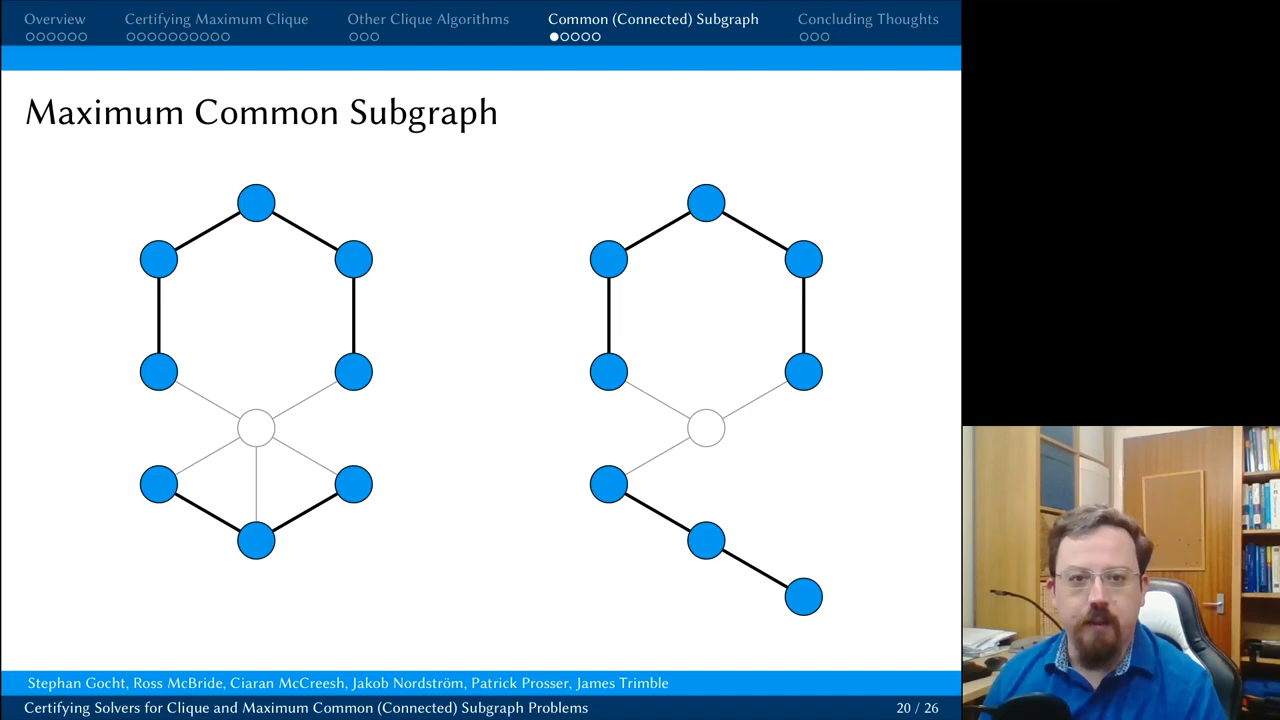 Overview
Certifying Maximum Clique
Other Clique Algorithms
Common (Connected) Subgraph
Concluding Thoughts
Maximum Common Subgraph
Stephan Gocht, Ross McBride, Ciaran McCreesh, Jakob Nordström, Patrick Prosser, James Trimble
Certifying Solvers for Clique and Maximum Common (Connected) Subgraph Problems
20 / 26